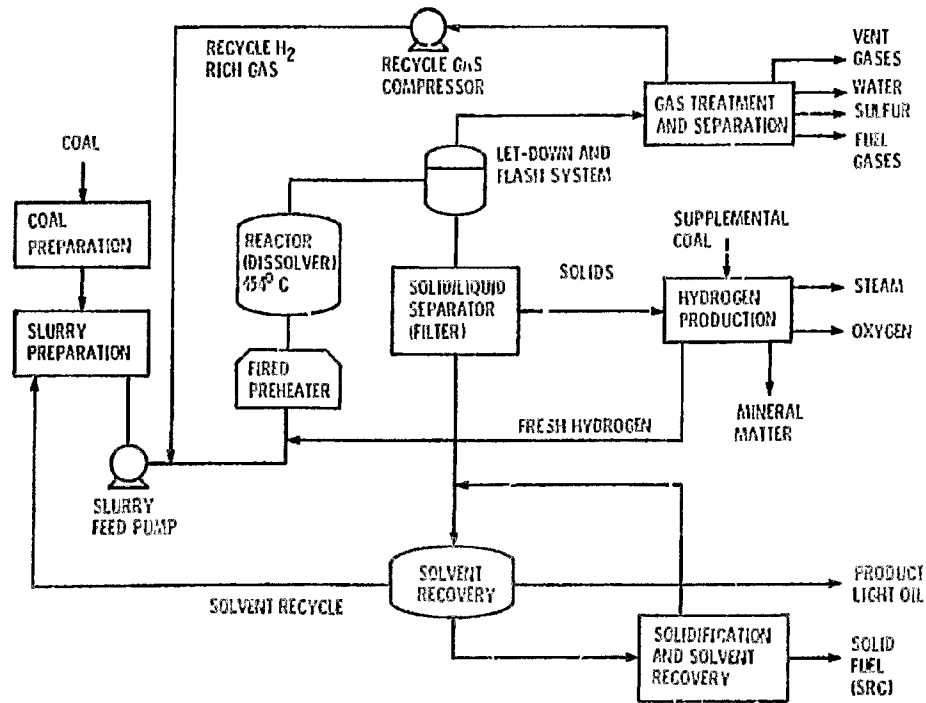 RECYCLE H2
RICH GAS
RECYCLE GAS
COMPRESSOR
VENT
GASES
WATER
SULFUR
FUEL
GASES
GAS TREATMENT
AND SEPARATION
COAL
LET-DOWN AND
FLASH SYSTEM
COAL
PREPARATION
REACTOR
(DISSOLVER)
454° C
SUPPLEMENTAL
COAL
SOLIDS
SOLID/LIQUID
SEPARATOR
(FILTER)
HYDROGEN
PRODUCTION
STEAM
OXYGEN
SLURRY
PREPARATION
FIRED
PREHEATER
MINERAL
MATTER
FRESH HYDROGEN
SLURRY
FEED PUMP
SOLVENT
RECOVERY
SOLVENT RECYCLE
PRODUCT
LIGHT OIL
SOLIDIFICATION
AND SOLVENT
RECOVERY
SOLID
FUEL
(SRC)